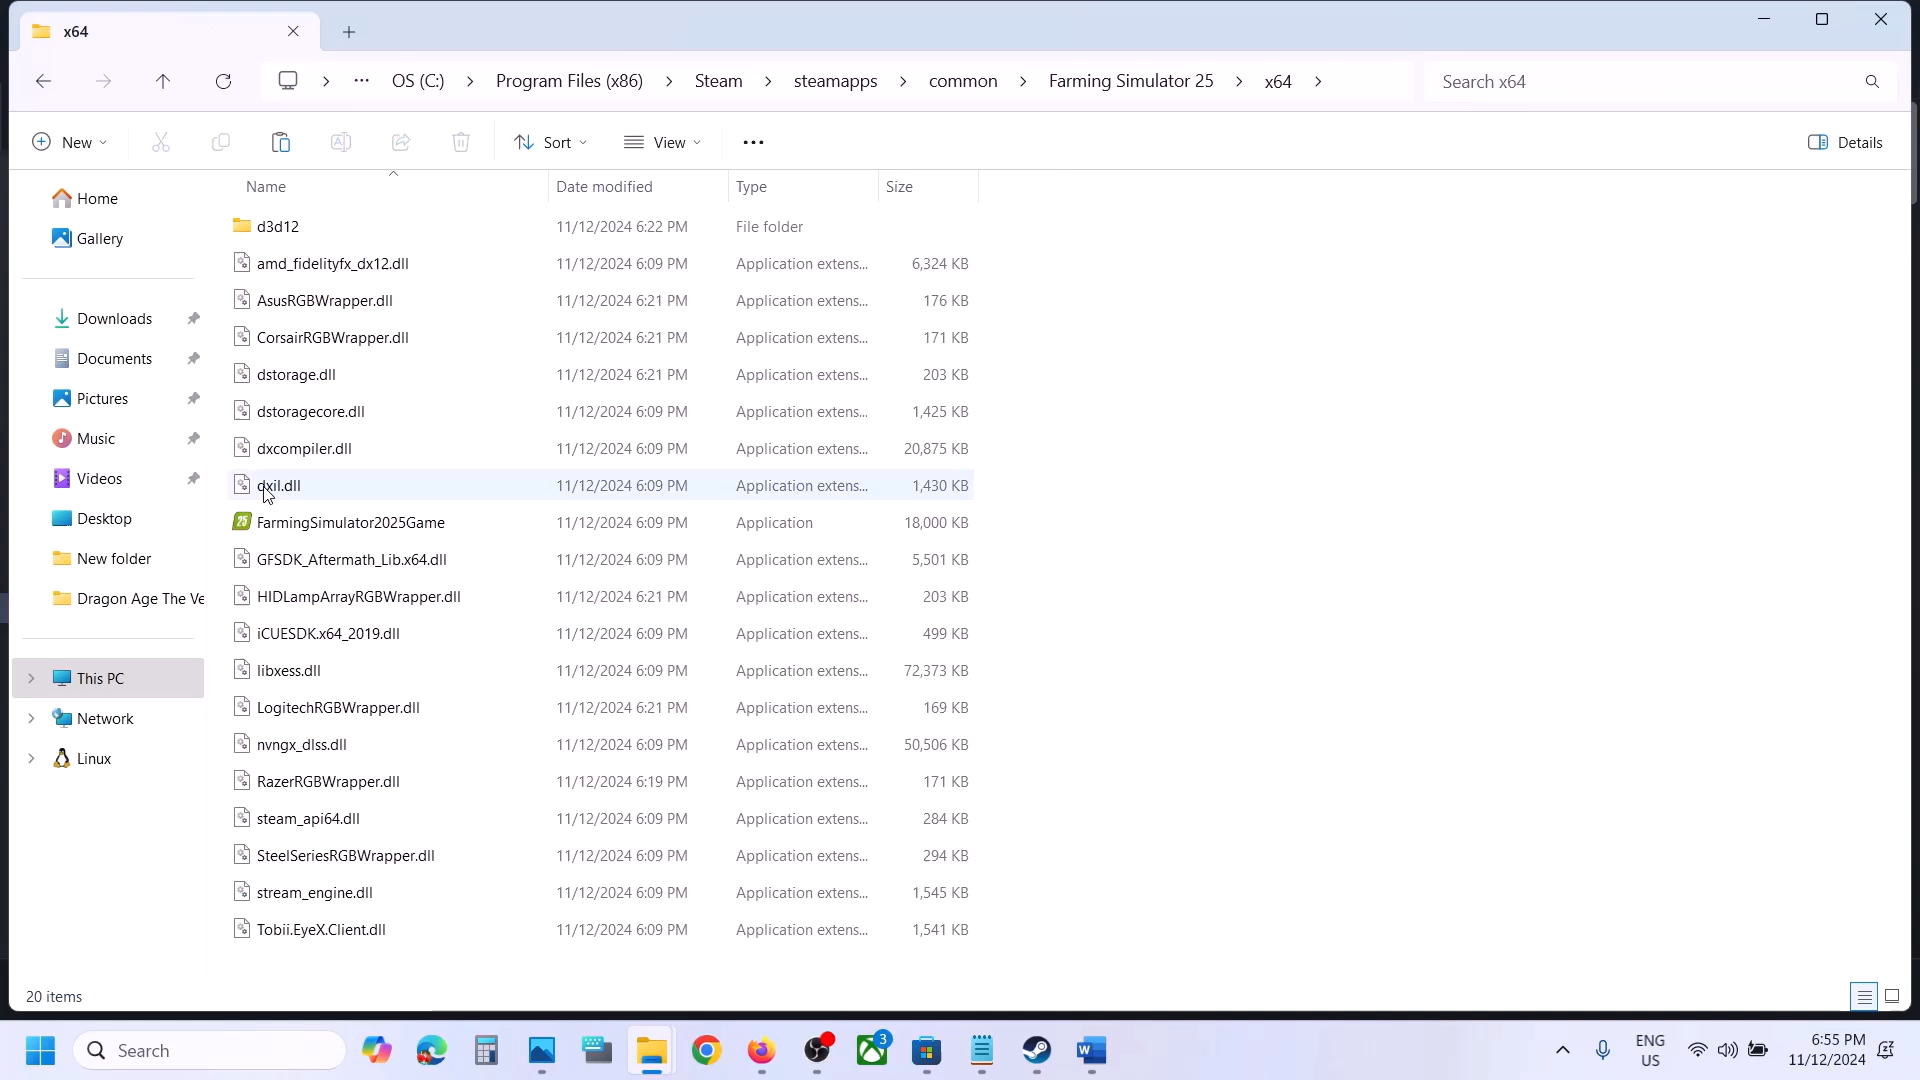 x64
OS (C:) Program Files (x86) Steam steamapps common Farming Simulator 25 x64 Search x64
New Sort View Details
Name Date modified Type Size
Home
Gallery
Downloads
Documents
Pictures
Music
Videos
Desktop
New folder
Dragon Age The Ve
This PC
Network
Linux
d3d12 11/12/2024 6:22 PM File folder
amd_fidelityfx_dx12.dll 11/12/2024 6:09 PM Application extens... 6,324 KB
AsusRGBWrapper.dll 11/12/2024 6:21 PM Application extens... 176 KB
CorsairRGBWrapper.dll 11/12/2024 6:21 PM Application extens... 171 KB
dstorage.dll 11/12/2024 6:21 PM Application extens... 203 KB
dstoragecore.dll 11/12/2024 6:09 PM Application extens... 1,425 KB
dxcompiler.dll 11/12/2024 6:09 PM Application extens... 20,875 KB
dxil.dll 11/12/2024 6:09 PM Application extens... 1,430 KB
25 FarmingSimulator2025Game 11/12/2024 6:09 PM Application 18,000 KB
GFSDK_Aftermath_Lib.x64.dll 11/12/2024 6:09 PM Application extens... 5,501 KB
HIDLampArrayRGBWrapper.dll 11/12/2024 6:21 PM Application extens... 203 KB
iCUESDK.x64_2019.dll 11/12/2024 6:09 PM Application extens... 499 KB
libxess.dll 11/12/2024 6:09 PM Application extens... 72,373 KB
LogitechRGBWrapper.dll 11/12/2024 6:21 PM Application extens... 169 KB
nvngx_dlss.dll 11/12/2024 6:09 PM Application extens... 50,506 KB
RazerRGBWrapper.dll 11/12/2024 6:19 PM Application extens... 171 KB
steam_api64.dll 11/12/2024 6:09 PM Application extens... 284 KB
SteelSeriesRGBWrapper.dll 11/12/2024 6:09 PM Application extens... 294 KB
stream_engine.dll 11/12/2024 6:09 PM Application extens... 1,545 KB
Tobii.EyeX.Client.dll 11/12/2024 6:09 PM Application extens... 1,541 KB
20 items
Search 3 ENG 6:55 PM
US 11/12/2024